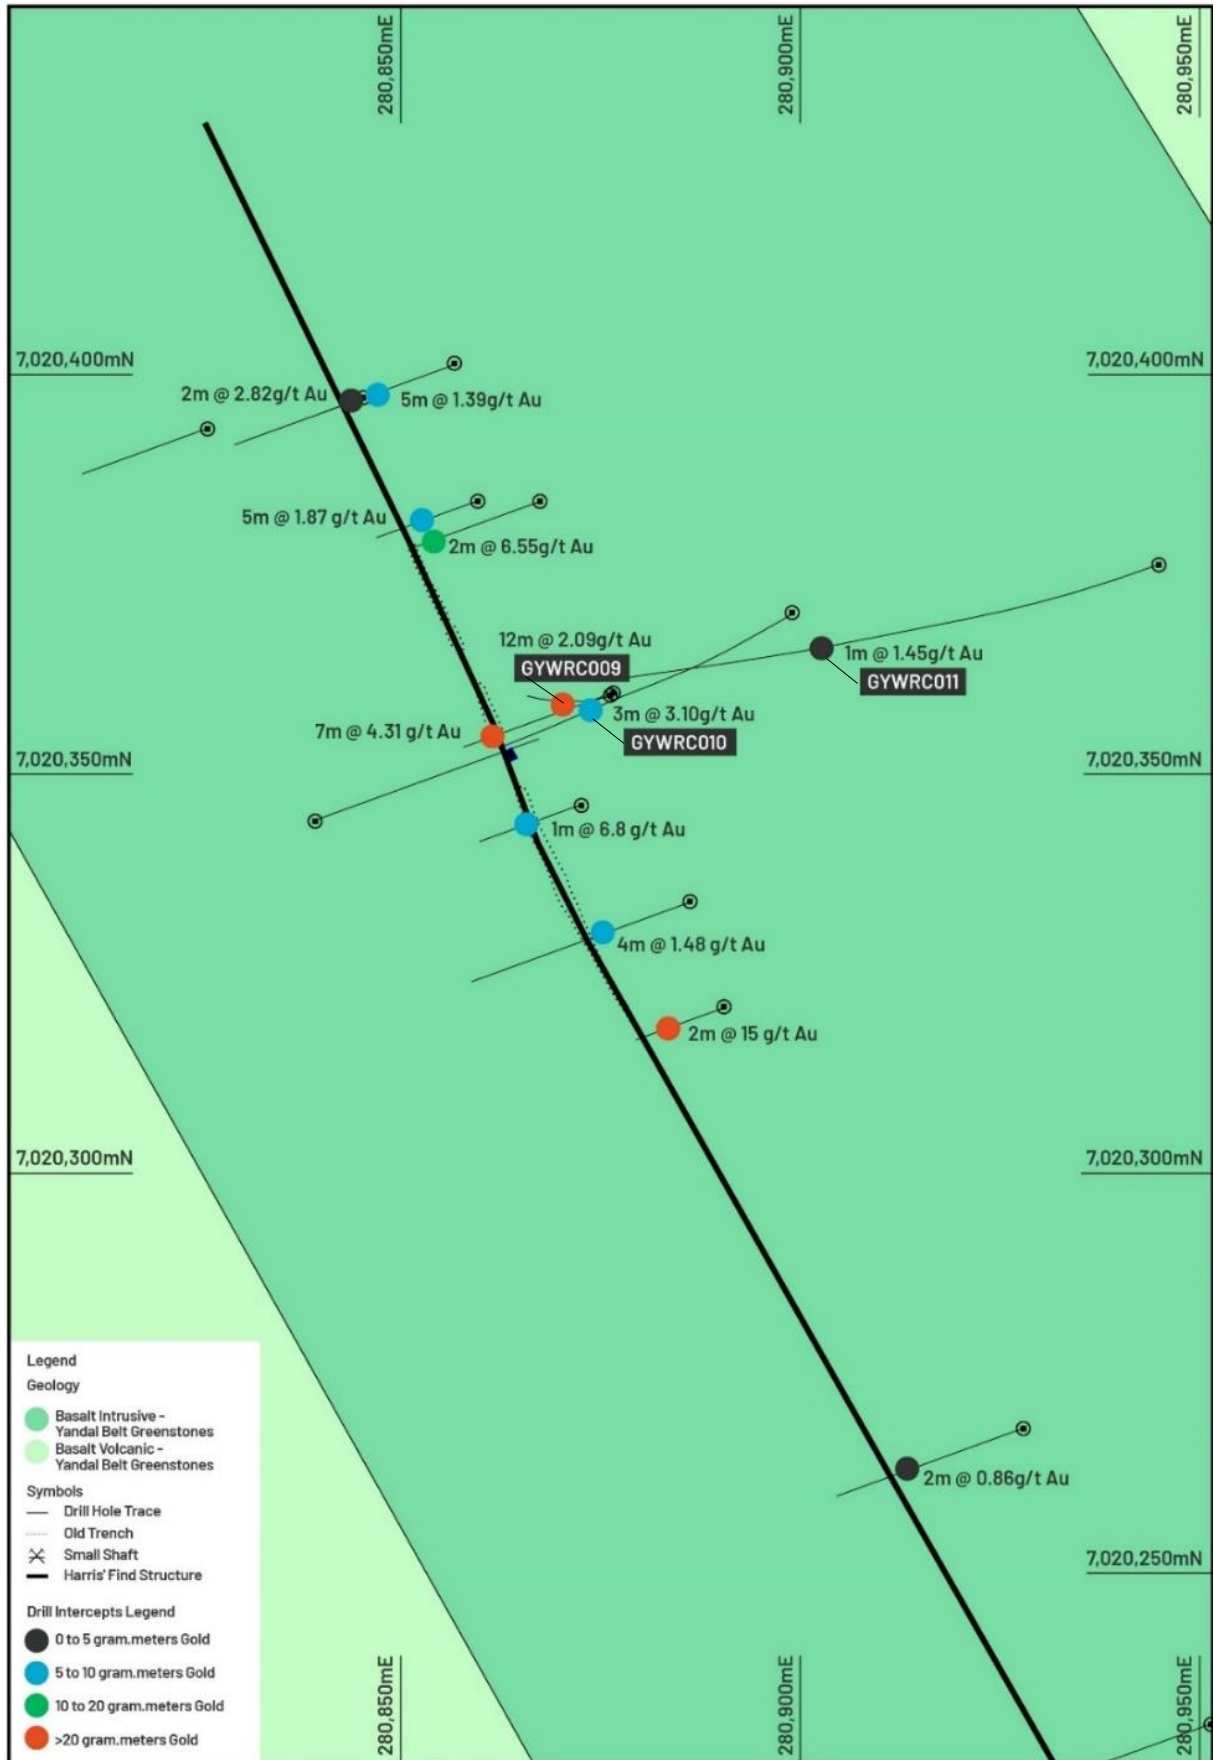 280,850mE
280,900mE
280,950mE
7,020,400mN
7,020,400mN
2m @ 2.82g/t Au
5m @ 1.39g/t Au
5m @ 1.87 g/t Au
2m @ 6.55g/t Au
12m @ 2.09g/t Au
GYWRC009
1m @ 1.45g/t Au
GYWRC011
3m @ 3.10g/t Au
GYWRC010
7m @ 4.31 g/t Au
7,020,350mN
7,020,350mN
1m @ 6.8 g/t Au
4m @ 1.48 g/t Au
2m @ 15 g/t Au
7,020,300mN
7,020,300mN
2m @ 0.86g/t Au
7,020,250mN
Legend
Geology
Basalt Intrusive -
Yandal Belt Greenstones
Basalt Volcanic -
Yandal Belt Greenstones
Symbols
Drill Hole Trace
Old Trench
Small Shaft
Harris' Find Structure
Drill Intercepts Legend
0 to 5 gram.meters Gold
5 to 10 gram.meters Gold
10 to 20 gram.meters Gold
>20 gram.meters Gold
280,850mE
280,900mE
280,950mE